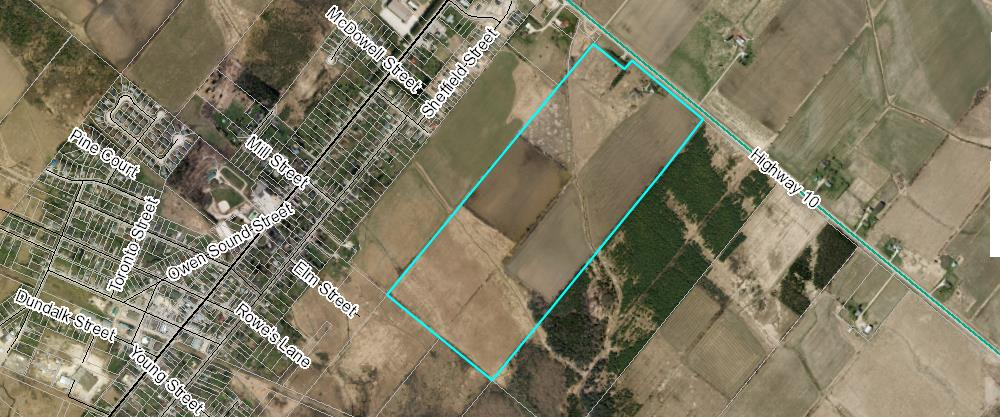 McDowell Street
Sheffield Street
Pine Court
Mill Street
Highway 10
Toronto Street
Owen Sound Street
Elm Street
Dundalk Street
Rowe's Lane
Young Street